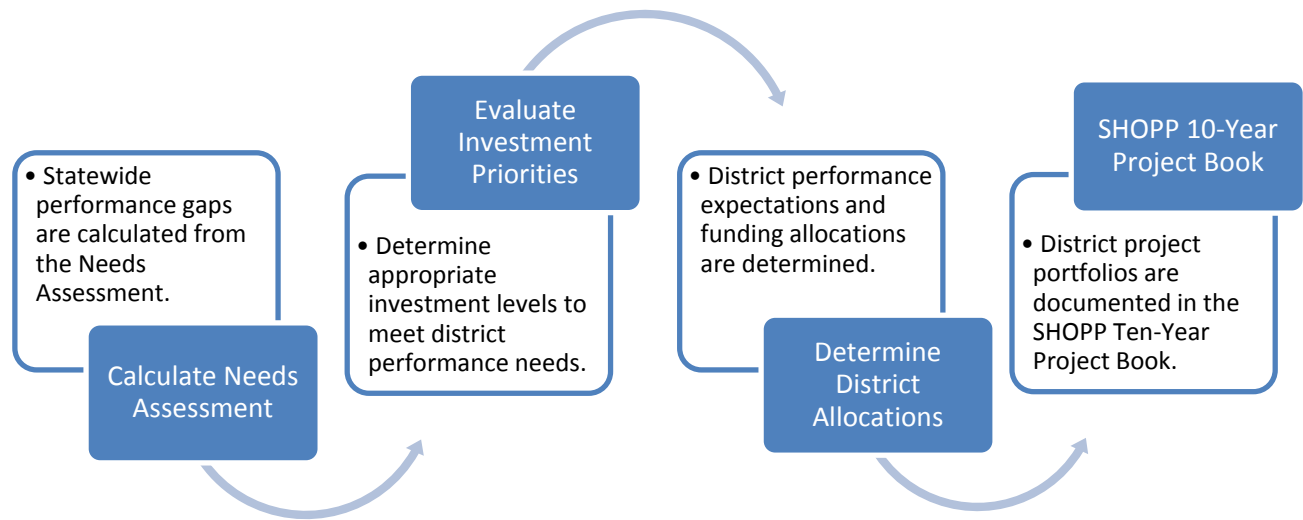 • Statewide
performance gaps
are calculated from
the Needs
Assessment.
Calculate Needs
Assessment
Evaluate
Investment
Priorities
• Determine
appropriate
investment levels to
meet district
performance needs.
• District performance
expectations and
funding allocations
are determined.
Determine
District
Allocations
SHOPP 10-Year
Project Book
• District project
portfolios are
documented in the
SHOPP Ten-Year
Project Book.